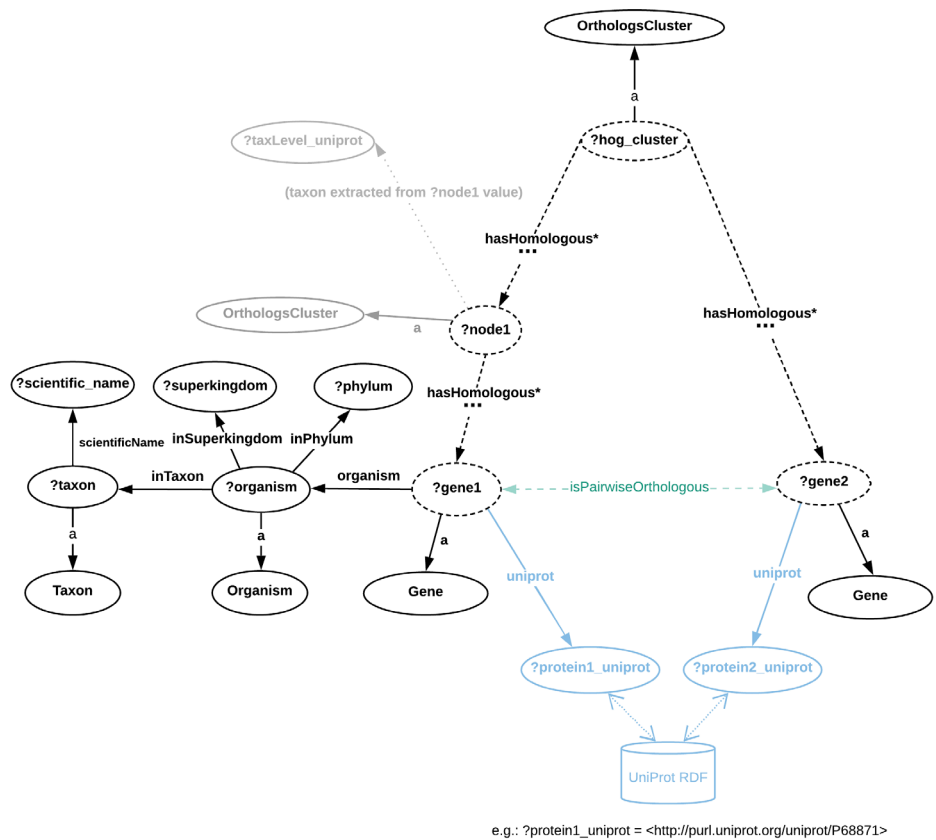 OrthologsCluster
a
?taxLevel_uniprot
?hog_cluster
(taxon extracted from ?node1 value)
hasHomologous*
...
OrthologsCluster
a
?node1
hasHomologous*
...
?scientific_name
?superkingdom
?phylum
hasHomologous*
...
scientificName
inSuperkingdom
inPhylum
?taxon
inTaxon
?organism
organism
?gene1
isPairwiseOrthologous
?gene2
a
a
a
a
Taxon
Organism
Gene
Gene
uniprot
uniprot
?protein1_uniprot
?protein2_uniprot
UniProt RDF
e.g.: ?protein1_uniprot = <http://purl.uniprot.org/uniprot/P68871>